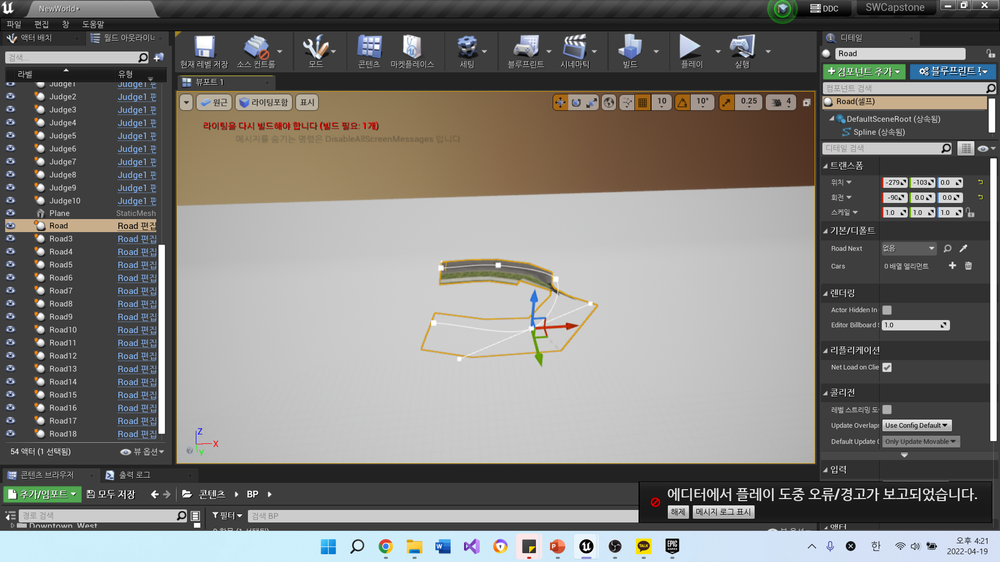 NewWorld*
DDC
SWCapstone
파일 편집 창 도움말
액터 배치
월드 아웃라이너
검색...
라벨
유형
Judge1 Judge1 편
Judge2 Judge1 편
Judge3 Judge1 편
Judge4 Judge1 편
Judge5 Judge1 편
Judge6 Judge1 편
Judge7 Judge1 편
Judge8 Judge1 편
Judge9 Judge1 편
Judge10 Judge1 편
Plane StaticMesh
Road Road 편집
Road3 Road 편집
Road4 Road 편집
Road5 Road 편집
Road6 Road 편집
Road7 Road 편집
Road8 Road 편집
Road9 Road 편집
Road10 Road 편집
Road11 Road 편집
Road12 Road 편집
Road13 Road 편집
Road14 Road 편집
Road15 Road 편집
Road16 Road 편집
Road17 Road 편집
Road18 Road 편집
54 액터 (1 선택됨)
뷰 옵션
현재 레벨 저장
소스 컨트롤
모드
콘텐츠
마켓플레이스
세팅
블루프린트
시네마틱
빌드
플레이
실행
뷰포트 1
원근
라이팅포함
표시
10
10°
0.25
4
라이팅을 다시 빌드해야 합니다 (빌드 필요: 1개)
메시지를 숨기는 명령은 DisableAllScreenMessages 입니다.
Z
X
Y
디테일
Road
컴포넌트 추가
블루프린트
컴포넌트 검색
Road(셀프)
DefaultSceneRoot (상속됨)
Spline (상속됨)
디테일 검색
트랜스폼
위치 -279 -103 0.0
회전 -90 0.0 0.0
스케일 1.0 1.0 1.0
기본/디폴트
Road Next 없음
Cars 0 배열 엘리먼트
렌더링
Actor Hidden In
Editor Billboard S 1.0
리플리케이션
Net Load on Clie
콜리전
레벨 스트리밍 도
Update Overlaps Use Config Default
Default Update C Only Update Movable
입력
액터
콘텐츠 브라우저
출력 로그
추가/임포트
모두 저장
콘텐츠
BP
경로 검색
필터
검색 BP
Downtown_West
뷰 옵션
에디터에서 플레이 도중 오류/경고가 보고되었습니다.
해제
메시지 로그 표시
TALK
EPIC
GAMES
한
오후 4:21
2022-04-19